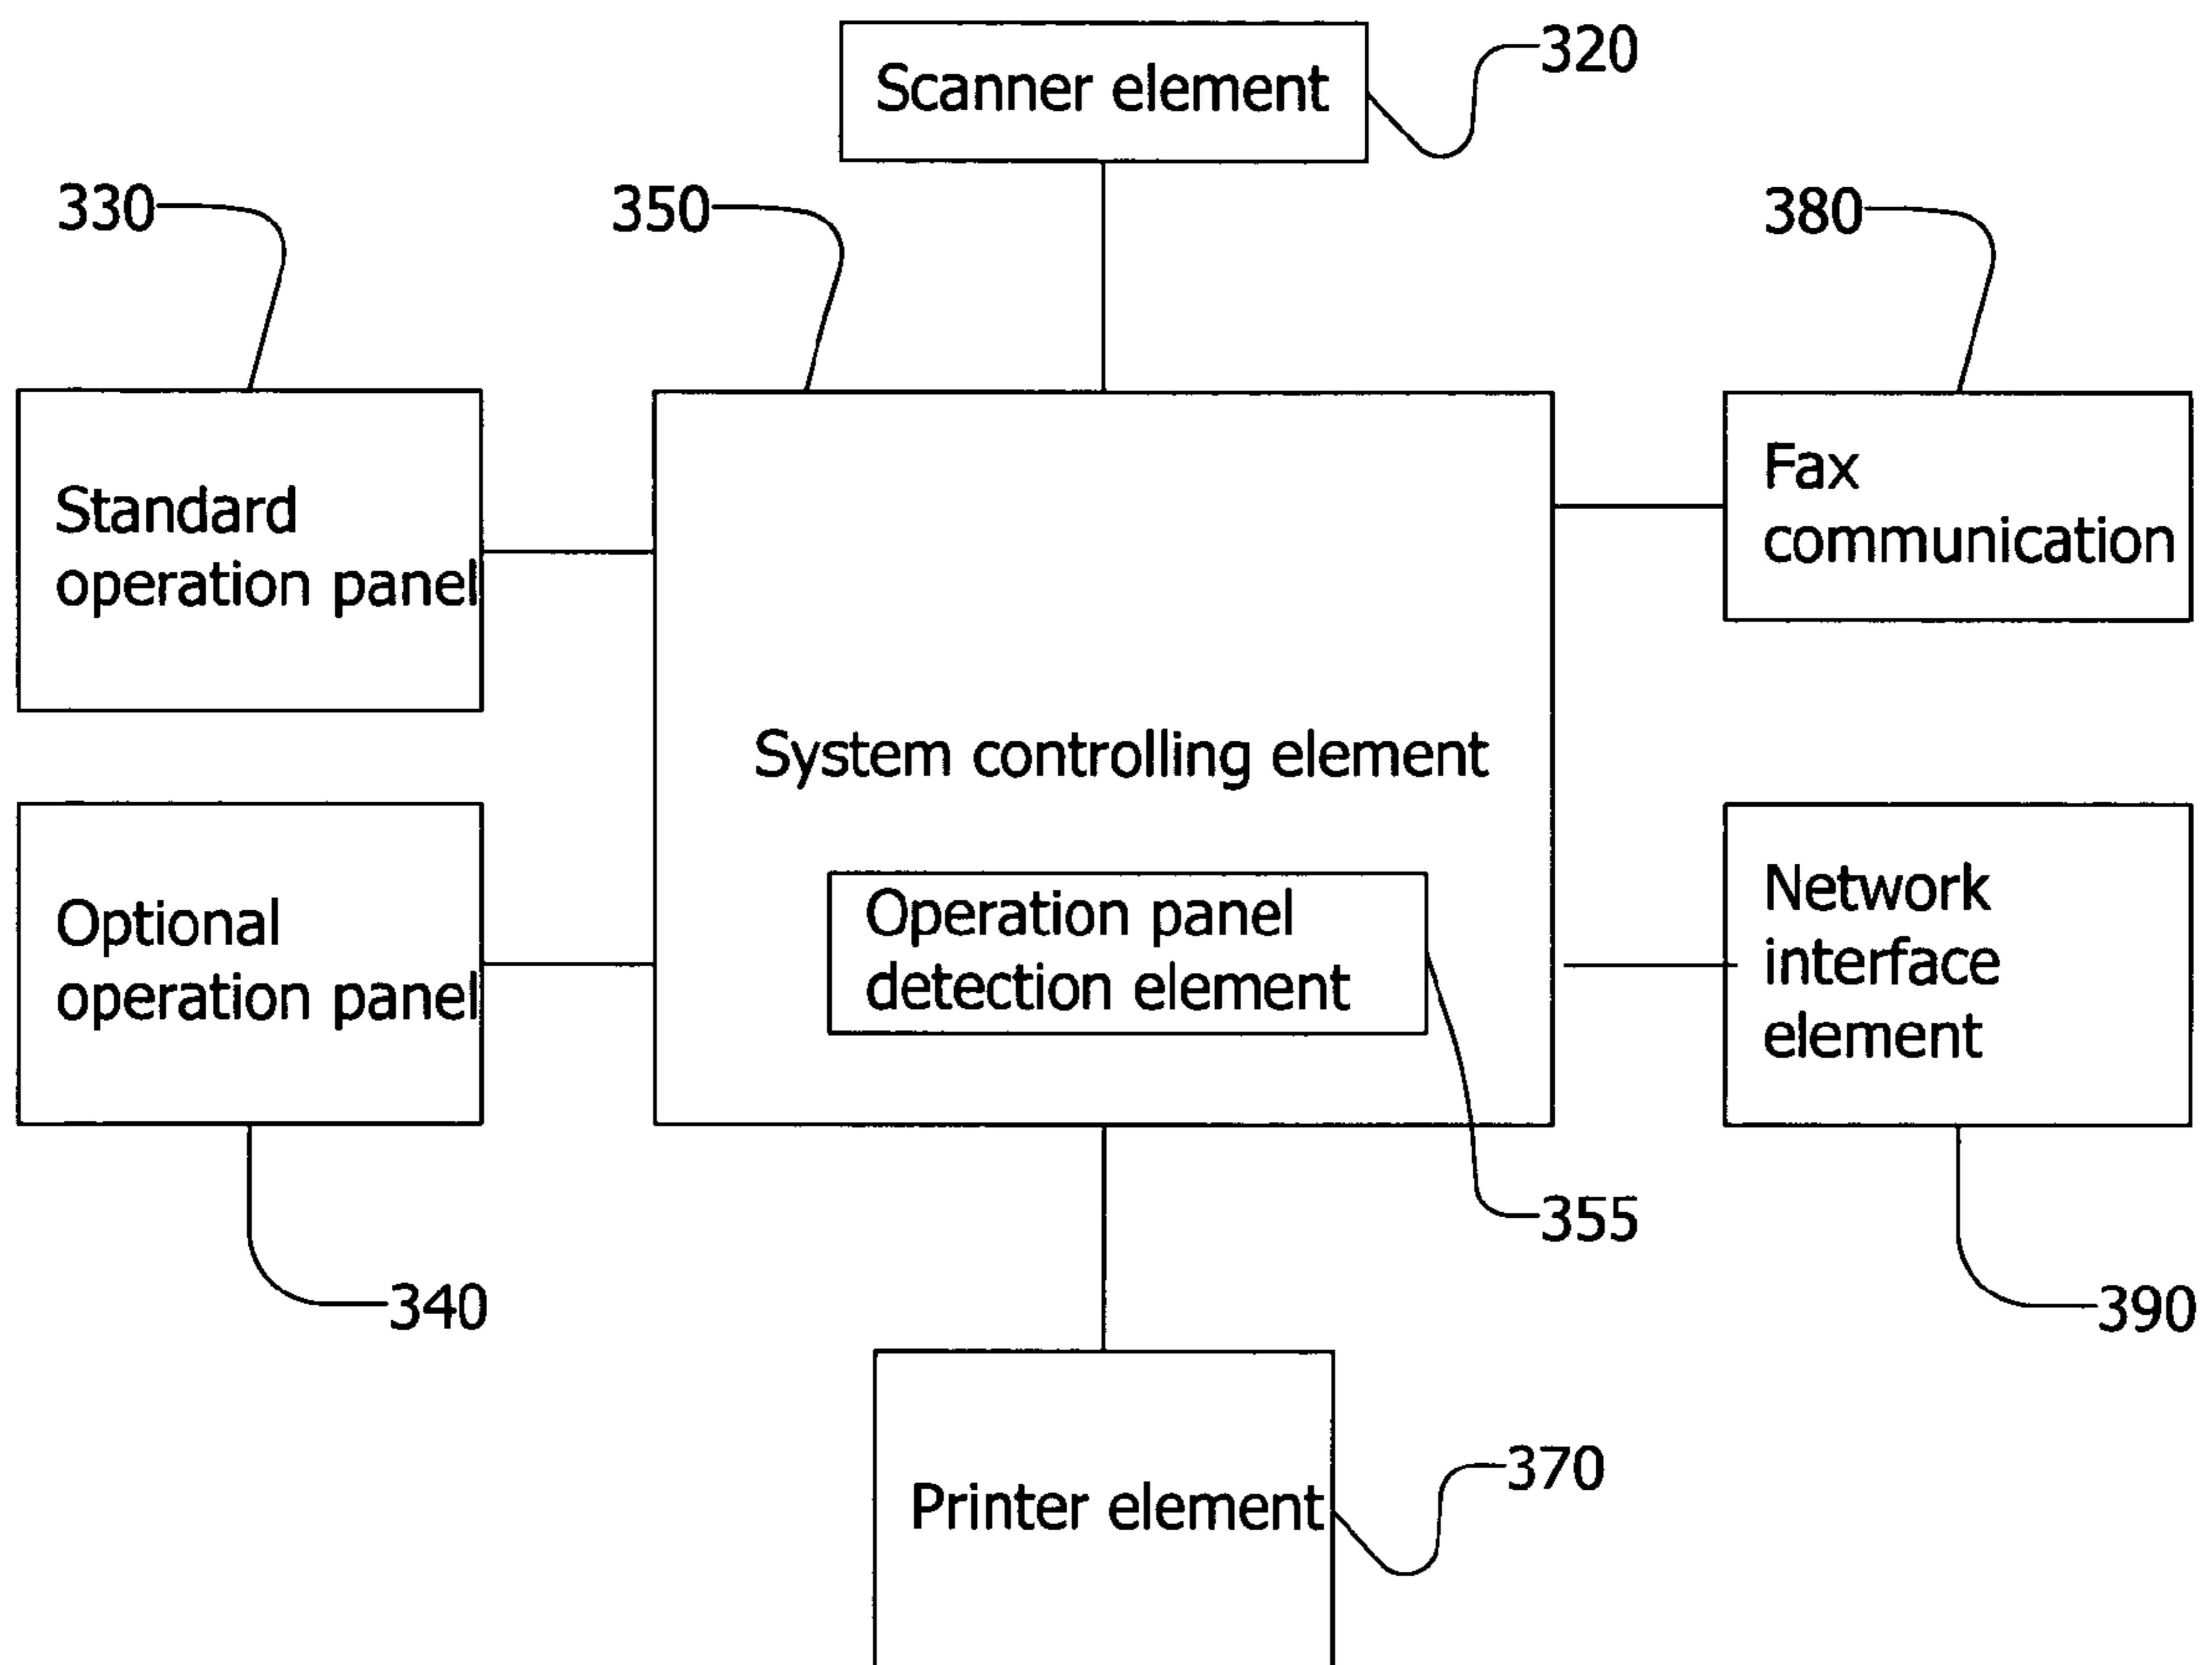 Scanner element
320
330
350
380
Standard
operation panel
Fax
communication
System controlling element
Optional
operation panel
Operation panel
detection element
Network
interface
element
355
340
390
Printer element
370